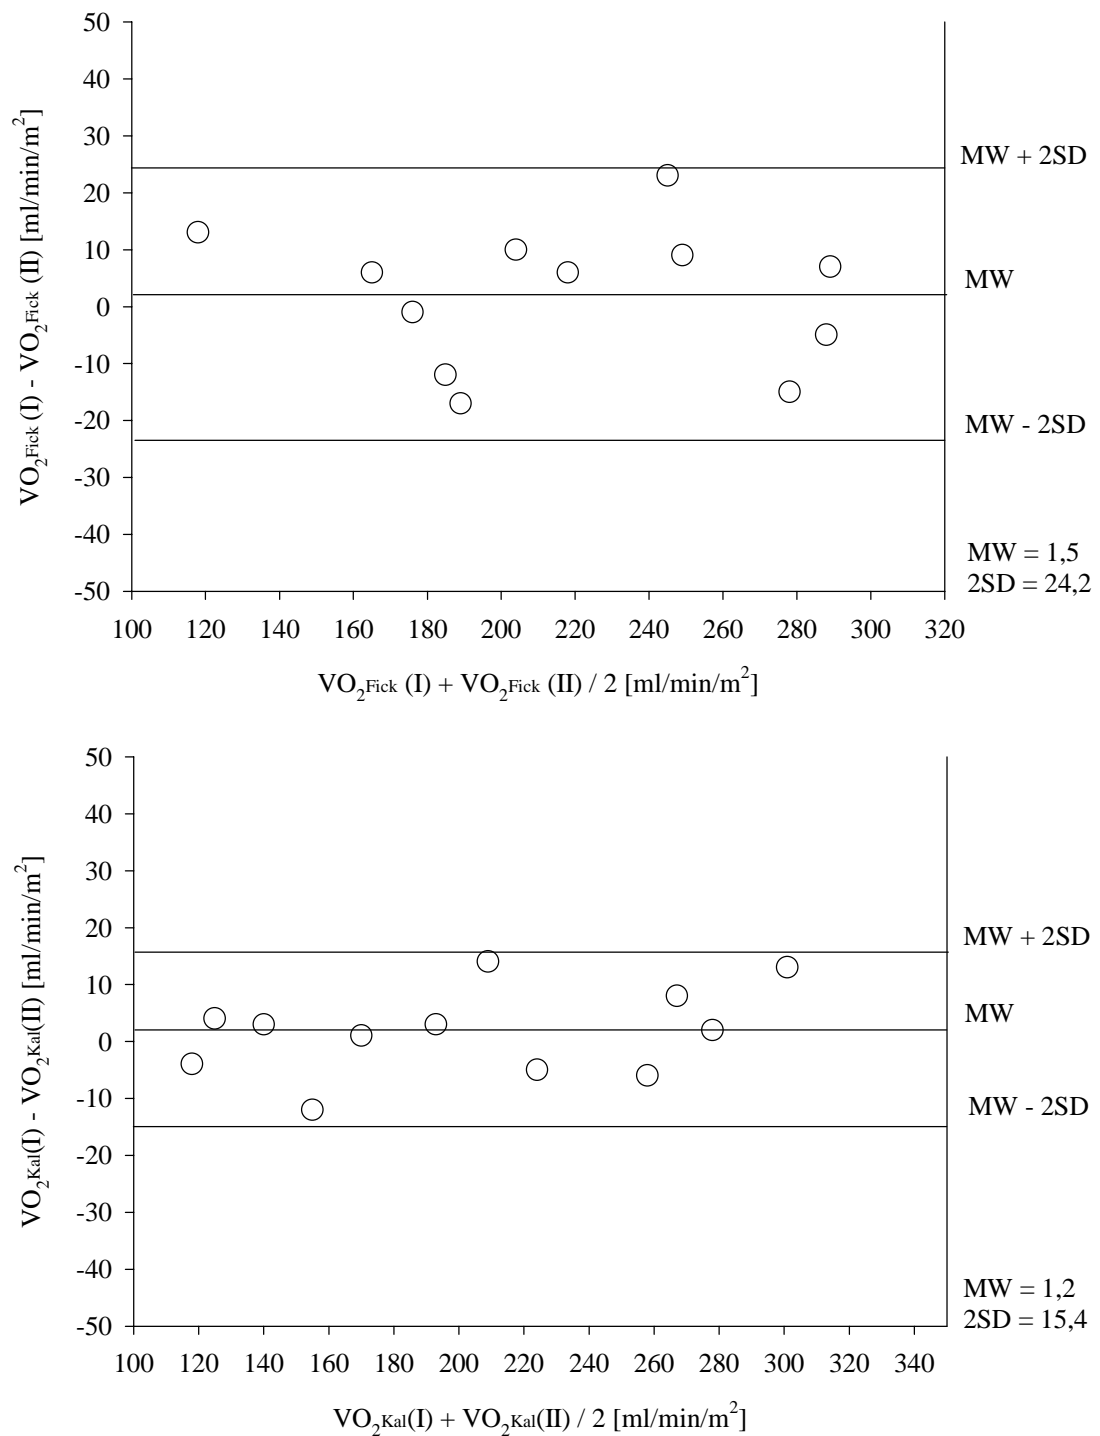 50
40
30
20
10
0
-10
-20
-30
-40
-50
VO2Fick (I) - VO2Fick (II) [ml/min/m2]
MW + 2SD
MW
MW - 2SD
MW = 1,5
2SD = 24,2
100 120 140 160 180 200 220 240 260 280 300 320
VO2Fick (I) + VO2Fick (II) / 2 [ml/min/m2]
50
40
30
20
10
0
-10
-20
-30
-40
-50
VO2Kal(I) - VO2Kal(II) [ml/min/m2]
MW + 2SD
MW
MW - 2SD
MW = 1,2
2SD = 15,4
100 120 140 160 180 200 220 240 260 280 300 320 340
VO2Kal(I) + VO2Kal(II) / 2 [ml/min/m2]